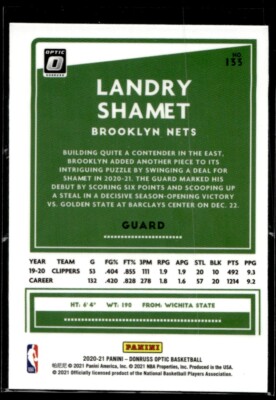 OPTIC
DONRUSS
NO.
155
LANDRY
SHAMET
BROOKLYN NETS
BUILDING QUITE A CONTENDER IN THE EAST,
BROOKLYN ADDED ANOTHER PIECE TO ITS
INTRIGUING PUZZLE BY SWINGING A DEAL FOR
SHAMET IN 2020-21. THE GUARD MARKED HIS
DEBUT BY SCORING SIX POINTS AND SCOOPING UP
A STEAL IN A DECISIVE SEASON-OPENING VICTORY
VS. GOLDEN STATE AT BARCLAYS CENTER ON DEC. 22.
GUARD
YEAR TEAM G FG% FT% 3PM RPG APG STL BLK PTS PPG
19-20 CLIPPERS 53 .404 .855 111 1.9 1.9 20 10 492 9.3
CAREER 132 .420 .828 278 1.8 1.6 57 20 1214 9.2
HT: 6'4" WT: 190 FROM: WICHITA STATE
PANINI
2020-21 PANINI - DONRUSS OPTIC BASKETBALL
帕尼尼 © 2021 Panini America, Inc. © 2021 NBA Properties, Inc. Produced in the USA.
© 2021 Officially licensed product of the National Basketball Players Association.